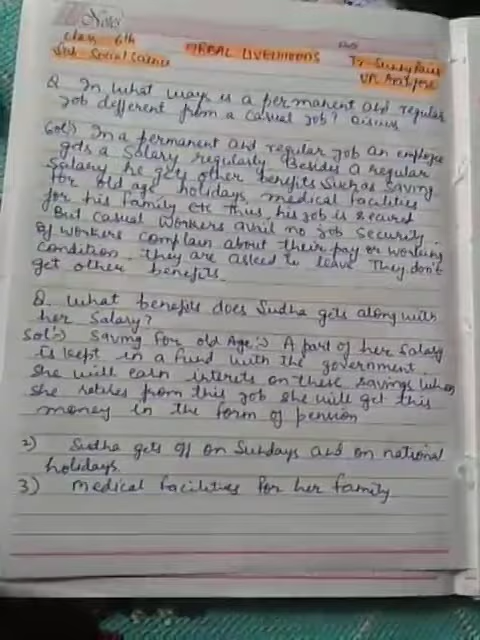 Notes
Class 6th
Sub. Social Science
URBAL LIVELIHOODS
Q In What ways is a permanent and regular
job different from a casual job? Discuss
Sol:) In a permanent and regular job an employee
gets a salary regularly Besides a regular
salary he gets other benefits such as saving
for old age holidays, medical facilities
for his family etc thus, his job is secured
But casual workers avail no job security.
If workers complain about their pay or working
condition. they are asked to leave They don't
get other benefits.
Q. What benefits does Sudha gets along with
her Salary?
Sol:) Saving for old Age:) A part of her salary
is kept in a fund with the government.
She will earn interets on these savings When
she retires from this job she will get this
money in the form of pension
2) Sudha gets off on Sundays and on national
holidays.
3) Medical facilities for her family